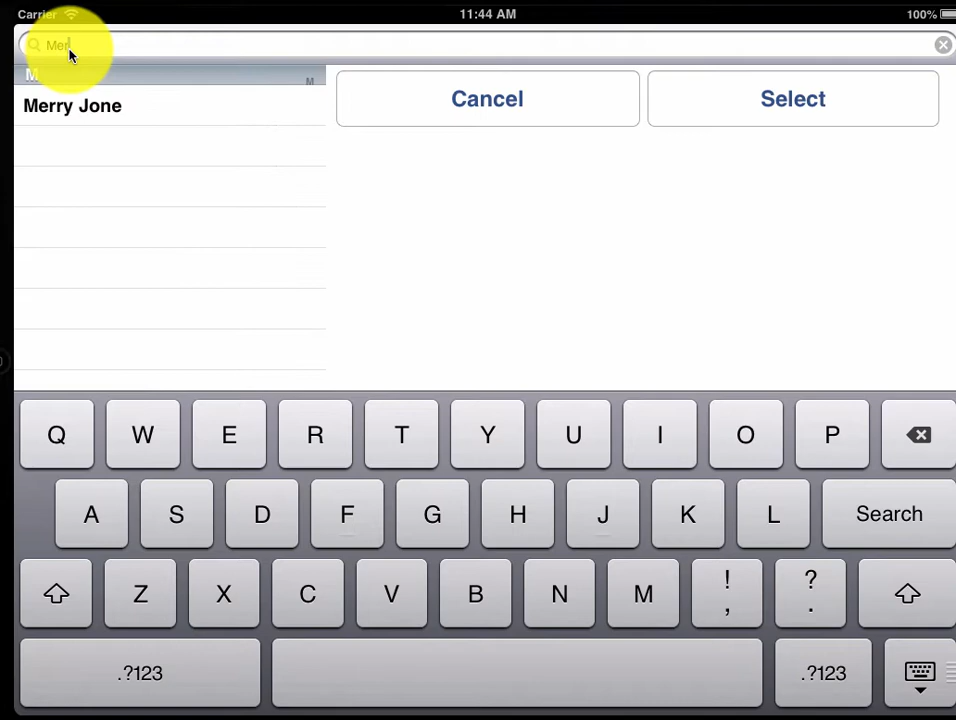 Carrier 11:44 AM 100%
Mer
M M
Merry Jone
Cancel Select
Q W E R T Y U I O P
A S D F G H J K L Search
Z X C V B N M ! , ? .
.?123 .?123